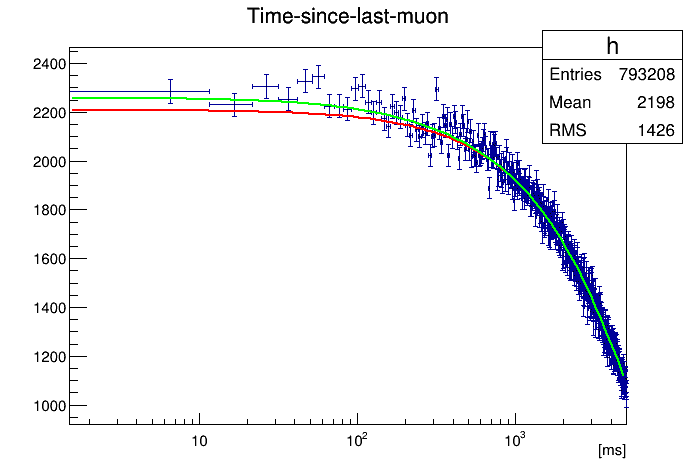 Time-since-last-muon
h
Entries 793208
Mean 2198
RMS 1426
2400
2200
2000
1800
1600
1400
1200
1000
10 10² 10³
[ms]